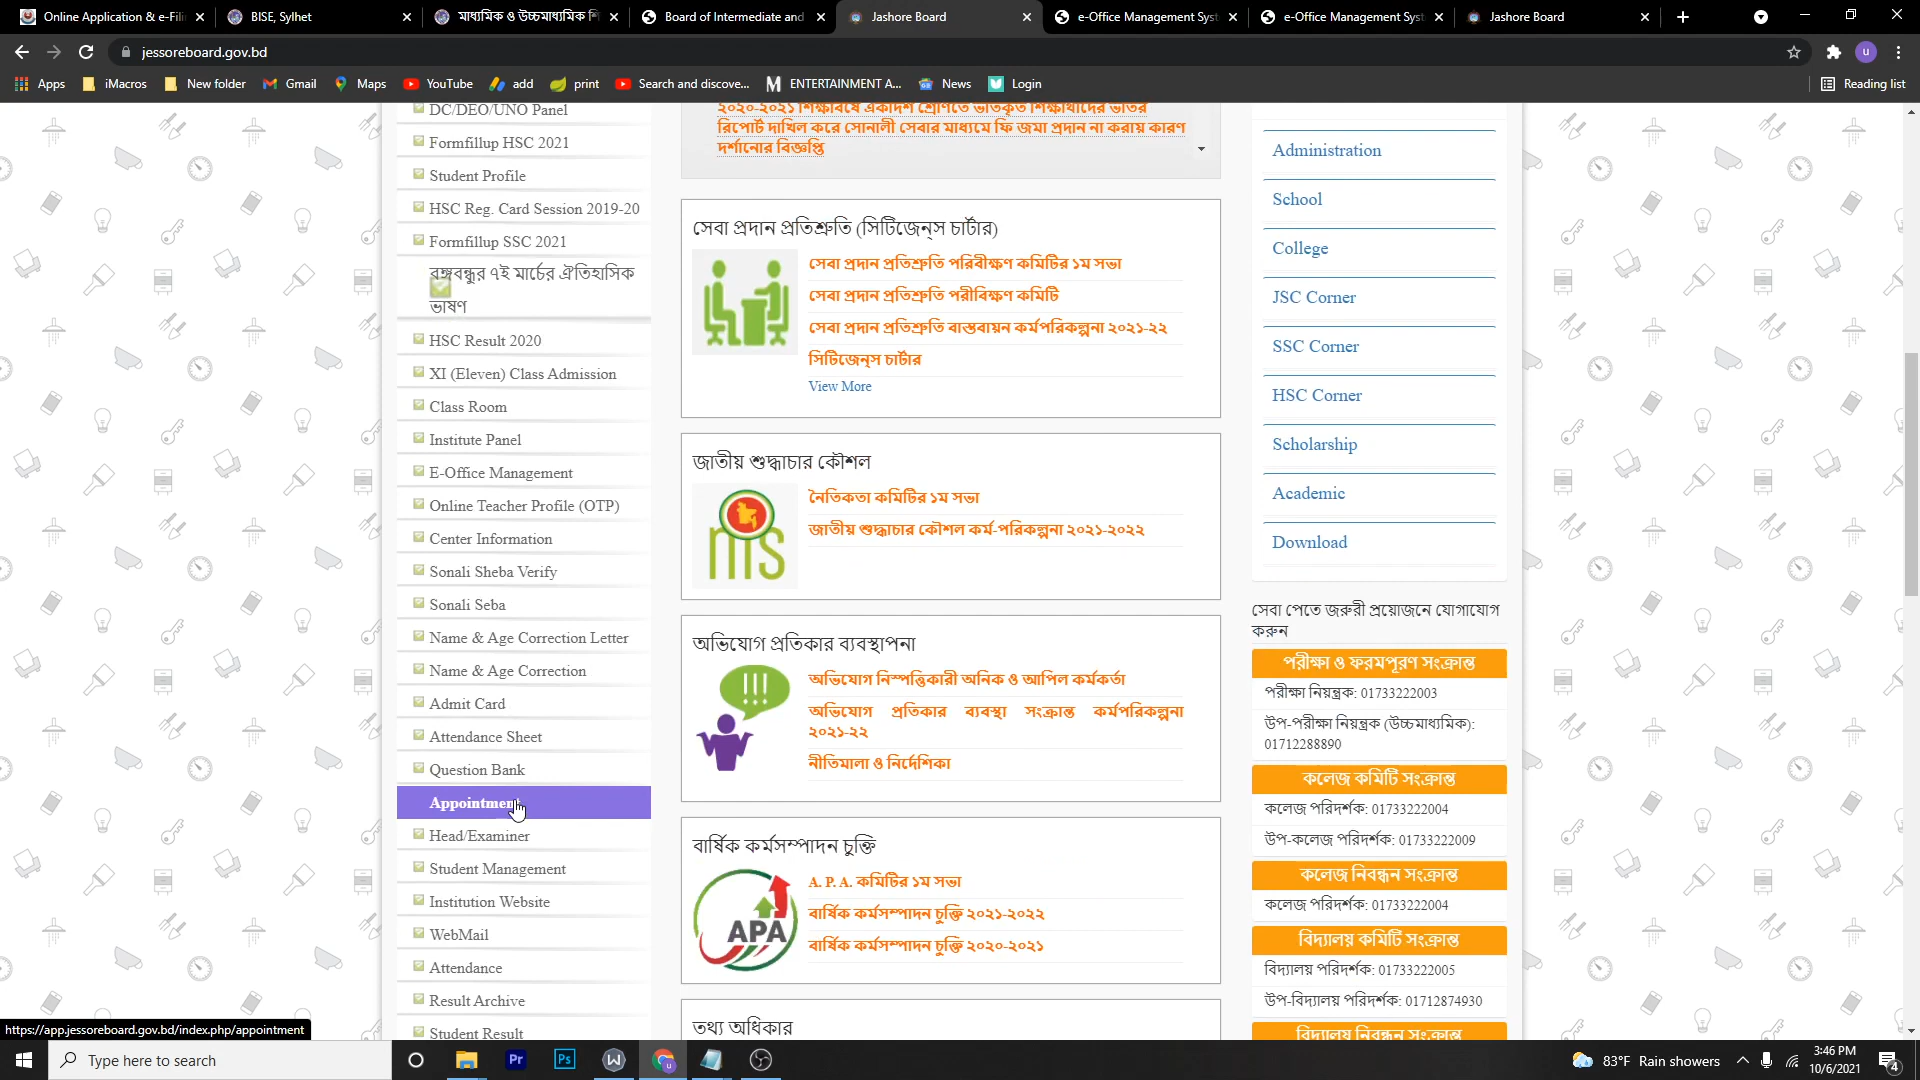 Online Application & e-Fili
BISE, Sylhet
মাধ্যমিক ও উচ্চমাধ্যমিক শি
Board of Intermediate and
Jashore Board
e-Office Management Syst
e-Office Management Syst
Jashore Board
jessoreboard.gov.bd
u
Apps
iMacros
New folder
Gmail
Maps
YouTube
add
print
Search and discove...
ENTERTAINMENT A...
News
Login
Reading list
DC/DEO/UNO Panel
Formfillup HSC 2021
Student Profile
HSC Reg. Card Session 2019-20
Formfillup SSC 2021
বঙ্গবন্ধুর ৭ই মার্চের ঐতিহাসিক
ভাষণ
HSC Result 2020
XI (Eleven) Class Admission
Class Room
Institute Panel
E-Office Management
Online Teacher Profile (OTP)
Center Information
Sonali Sheba Verify
Sonali Seba
Name & Age Correction Letter
Name & Age Correction
Admit Card
Attendance Sheet
Question Bank
Appointment
Head/Examiner
Student Management
Institution Website
WebMail
Attendance
Result Archive
Student Result
২০২০-২০২১ শিক্ষাবর্ষে একাদশ শ্রেণিতে ভর্তিকৃত শিক্ষার্থীদের ভর্তির
রিপোর্ট দাখিল করে সোনালী সেবার মাধ্যমে ফি জমা প্রদান না করায় কারণ
দর্শানোর বিজ্ঞপ্তি
সেবা প্রদান প্রতিশ্রুতি (সিটিজেন্স চার্টার)
সেবা প্রদান প্রতিশ্রুতি পরিবীক্ষণ কমিটির ১ম সভা
সেবা প্রদান প্রতিশ্রুতি পরীবিক্ষণ কমিটি
সেবা প্রদান প্রতিশ্রুতি বাস্তবায়ন কর্মপরিকল্পনা ২০২১-২২
সিটিজেন্স চার্টার
View More
জাতীয় শুদ্ধাচার কৌশল
nis
নৈতিকতা কমিটির ১ম সভা
জাতীয় শুদ্ধাচার কৌশল কর্ম-পরিকল্পনা ২০২১-২০২২
অভিযোগ প্রতিকার ব্যবস্থাপনা
!!!
অভিযোগ নিস্পত্তিকারী অনিক ও আপিল কর্মকর্তা
অভিযোগ প্রতিকার ব্যবস্থা সংক্রান্ত কর্মপরিকল্পনা
২০২১-২২
নীতিমালা ও নির্দেশিকা
বার্ষিক কর্মসম্পাদন চুক্তি
APA
A. P. A. কমিটির ১ম সভা
বার্ষিক কর্মসম্পাদন চুক্তি ২০২১-২০২২
বার্ষিক কর্মসম্পাদন চুক্তি ২০২০-২০২১
তথ্য অধিকার
Administration
School
College
JSC Corner
SSC Corner
HSC Corner
Scholarship
Academic
Download
সেবা পেতে জরুরী প্রয়োজনে যোগাযোগ
করুন
পরীক্ষা ও ফরমপূরণ সংক্রান্ত
পরীক্ষা নিয়ন্ত্রক: 01733222003
উপ-পরীক্ষা নিয়ন্ত্রক (উচ্চমাধ্যমিক):
01712288890
কলেজ কমিটি সংক্রান্ত
কলেজ পরিদর্শক: 01733222004
উপ-কলেজ পরিদর্শক: 01733222009
কলেজ নিবন্ধন সংক্রান্ত
কলেজ পরিদর্শক: 01733222004
বিদ্যালয় কমিটি সংক্রান্ত
বিদ্যালয় পরিদর্শক: 01733222005
উপ-বিদ্যালয় পরিদর্শক: 01712874930
বিদ্যালয় নিবন্ধন সংক্রান্ত
https://app.jessoreboard.gov.bd/index.php/appointment
Type here to search
Pr
Ps
83°F Rain showers
3:46 PM
10/6/2021
4